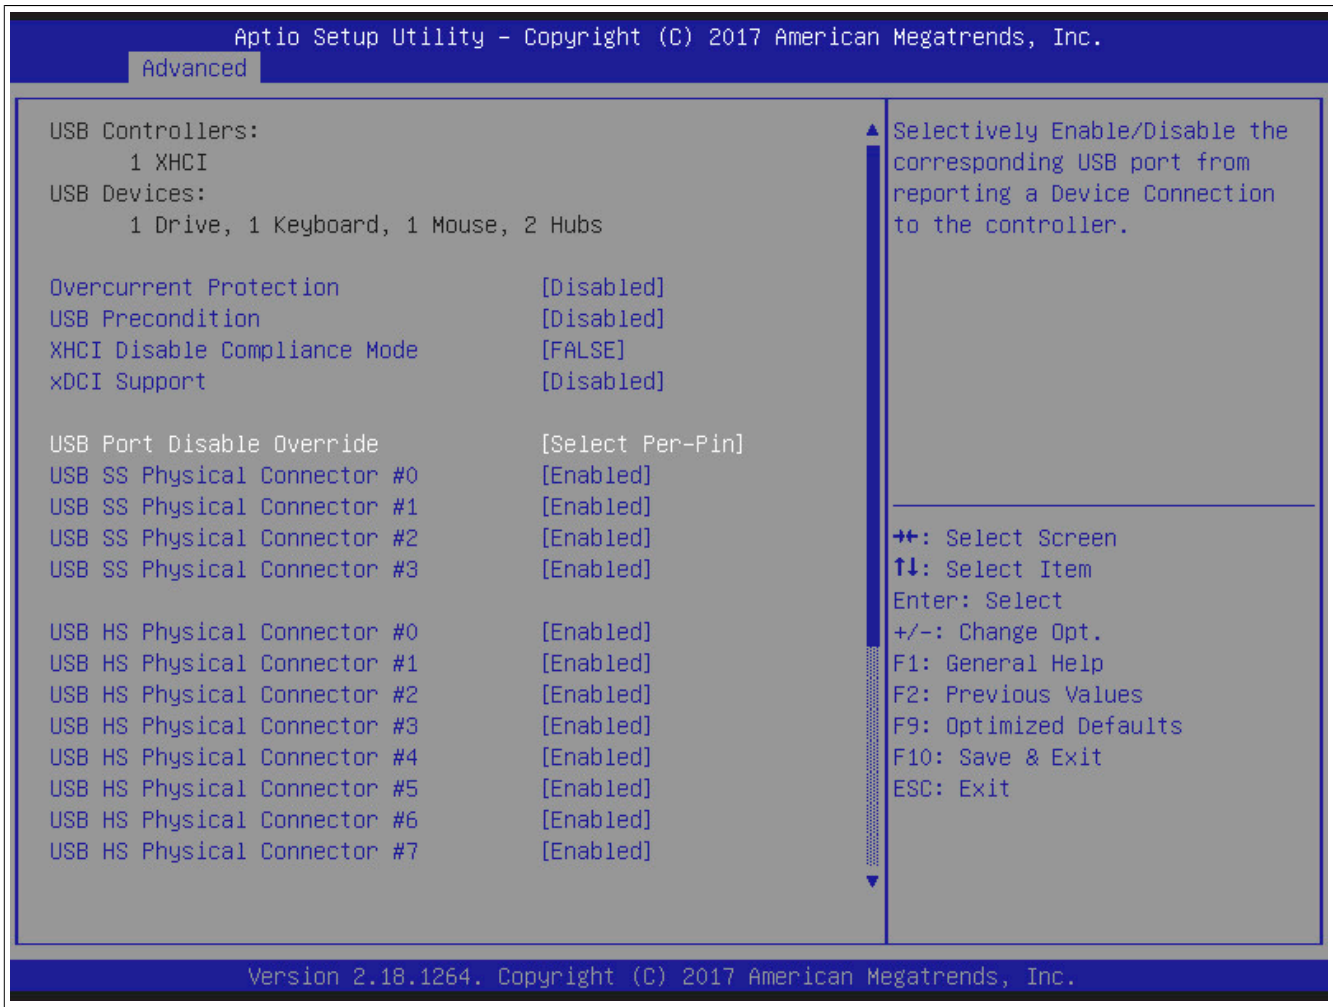 Aptio Setup Utility – Copyright (C) 2017 American Megatrends, Inc.
Advanced
USB Controllers:
1 XHCI
USB Devices:
1 Drive, 1 Keyboard, 1 Mouse, 2 Hubs
Overcurrent Protection [Disabled]
USB Precondition [Disabled]
XHCI Disable Compliance Mode [FALSE]
xDCI Support [Disabled]
USB Port Disable Override [Select Per-Pin]
USB SS Physical Connector #0 [Enabled]
USB SS Physical Connector #1 [Enabled]
USB SS Physical Connector #2 [Enabled]
USB SS Physical Connector #3 [Enabled]
USB HS Physical Connector #0 [Enabled]
USB HS Physical Connector #1 [Enabled]
USB HS Physical Connector #2 [Enabled]
USB HS Physical Connector #3 [Enabled]
USB HS Physical Connector #4 [Enabled]
USB HS Physical Connector #5 [Enabled]
USB HS Physical Connector #6 [Enabled]
USB HS Physical Connector #7 [Enabled]
Selectively Enable/Disable the
corresponding USB port from
reporting a Device Connection
to the controller.
→←: Select Screen
↑↓: Select Item
Enter: Select
+/-: Change Opt.
F1: General Help
F2: Previous Values
F9: Optimized Defaults
F10: Save & Exit
ESC: Exit
Version 2.18.1264. Copyright (C) 2017 American Megatrends, Inc.